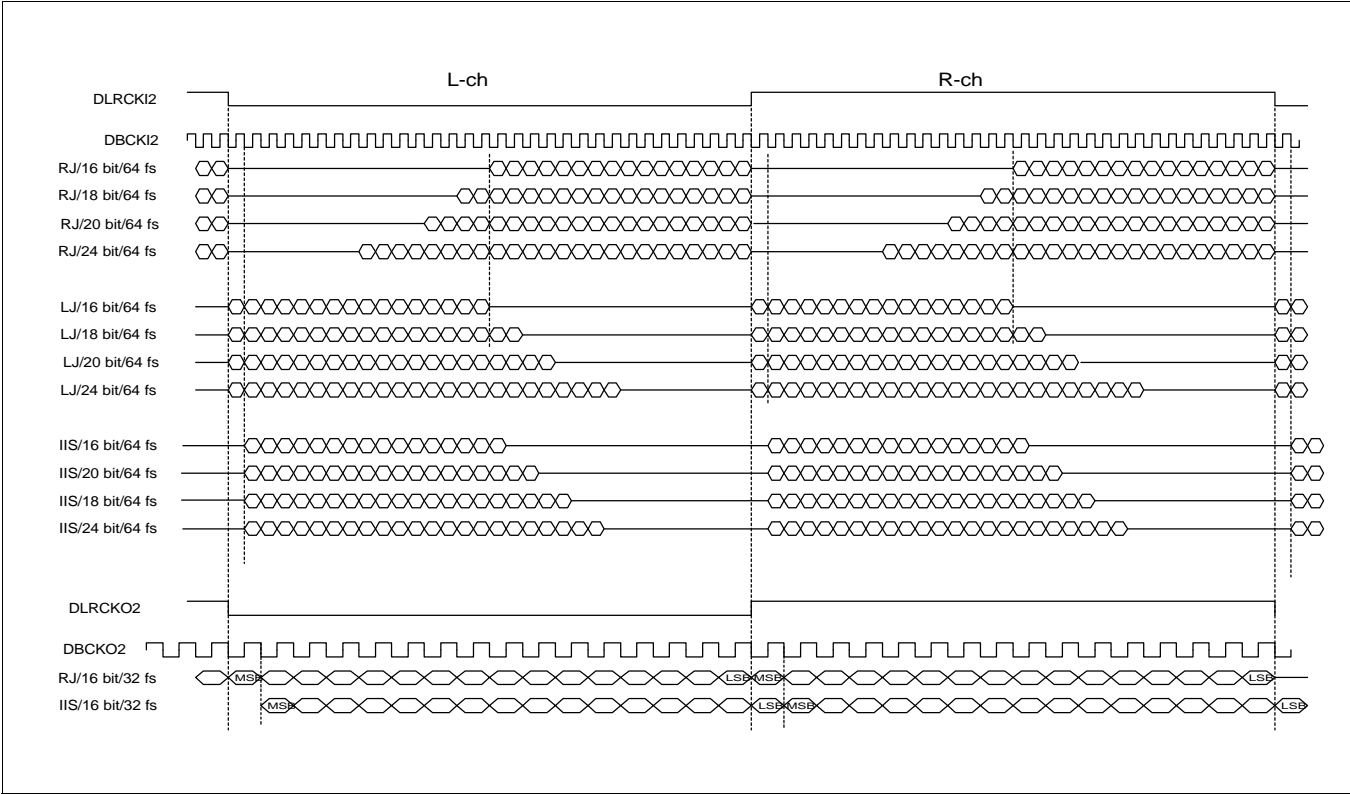 L-ch R-ch
DLRCKI2
DBCKI2
RJ/16 bit/64 fs
RJ/18 bit/64 fs
RJ/20 bit/64 fs
RJ/24 bit/64 fs
LJ/16 bit/64 fs
LJ/18 bit/64 fs
LJ/20 bit/64 fs
LJ/24 bit/64 fs
IIS/16 bit/64 fs
IIS/20 bit/64 fs
IIS/18 bit/64 fs
IIS/24 bit/64 fs
DLRCKO2
DBCKO2
RJ/16 bit/32 fs MSB LSB MSB LSB
IIS/16 bit/32 fs MSB LSB MSB LSB